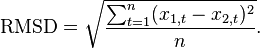 RMSD = \sqrt{\frac{\sum_{t=1}^{n}(x_{1,t} - x_{2,t})^2}{n}}.